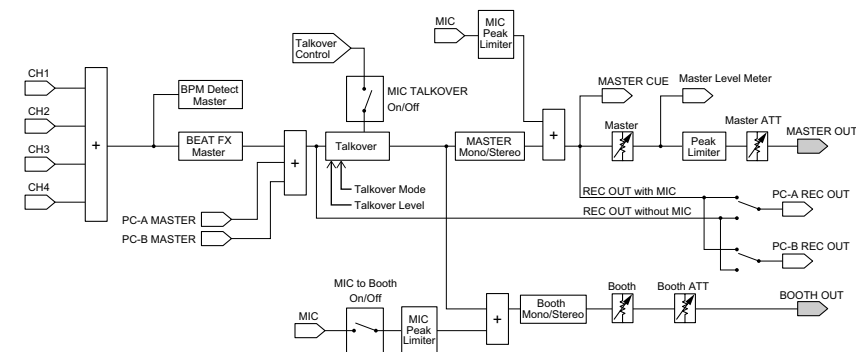 MIC
MIC
Peak
Limiter
Talkover
Control
CH1
CH2
CH3
CH4
+
BPM Detect
Master
BEAT FX
Master
MIC TALKOVER
On/Off
+
Talkover
MASTER
Mono/Stereo
+
MASTER CUE
Master Level Meter
Master
Peak
Limiter
Master ATT
MASTER OUT
Talkover Mode
Talkover Level
PC-A MASTER
PC-B MASTER
REC OUT with MIC
REC OUT without MIC
PC-A REC OUT
PC-B REC OUT
MIC to Booth
On/Off
MIC
MIC
Peak
Limiter
+
Booth
Mono/Stereo
Booth
Booth ATT
BOOTH OUT